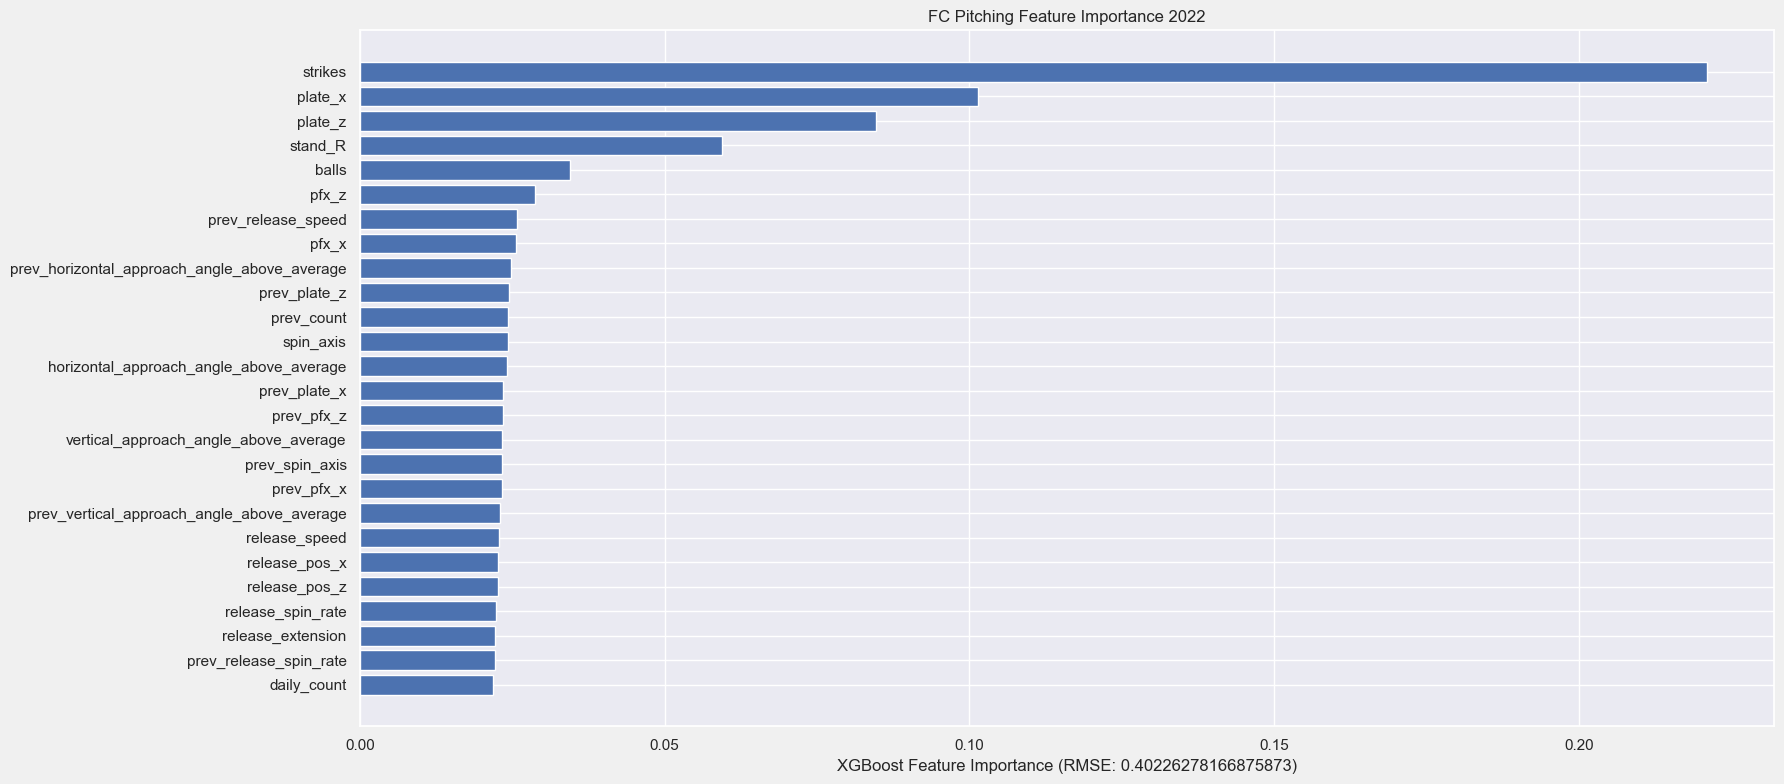 FC Pitching Feature Importance 2022
strikes
plate_x
plate_z
stand_R
balls
pfx_z
prev_release_speed
pfx_x
prev_horizontal_approach_angle_above_average
prev_plate_z
prev_count
spin_axis
horizontal_approach_angle_above_average
prev_plate_x
prev_pfx_z
vertical_approach_angle_above_average
prev_spin_axis
prev_pfx_x
prev_vertical_approach_angle_above_average
release_speed
release_pos_x
release_pos_z
release_spin_rate
release_extension
prev_release_spin_rate
daily_count
0.00 0.05 0.10 0.15 0.20
XGBoost Feature Importance (RMSE: 0.40226278166875873)